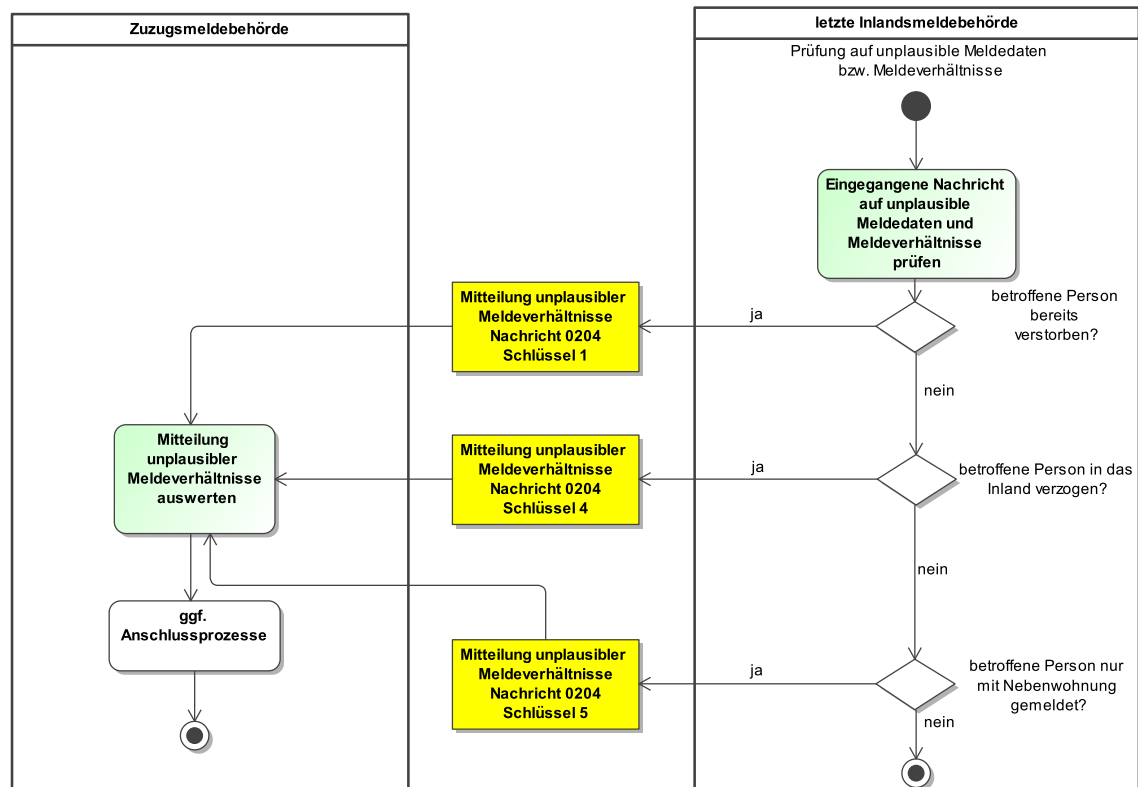 Zuzugsmeldebehörde
letzte Inlandsmeldebehörde
Prüfung auf unplausible Meldedaten
bzw. Meldeverhältnisse
Eingegangene Nachricht
auf unplausible
Meldedaten und
Meldeverhältnisse
prüfen
betroffene Person
bereits
verstorben?
ja
Mitteilung unplausibler
Meldeverhältnisse
Nachricht 0204
Schlüssel 1
nein
Mitteilung
unplausibler
Meldeverhältnisse
auswerten
Mitteilung unplausibler
Meldeverhältnisse
Nachricht 0204
Schlüssel 4
ja
betroffene Person in das
Inland verzogen?
nein
ggf.
Anschlussprozesse
Mitteilung unplausibler
Meldeverhältnisse
Nachricht 0204
Schlüssel 5
ja
betroffene Person nur
mit Nebenwohnung
gemeldet?
nein